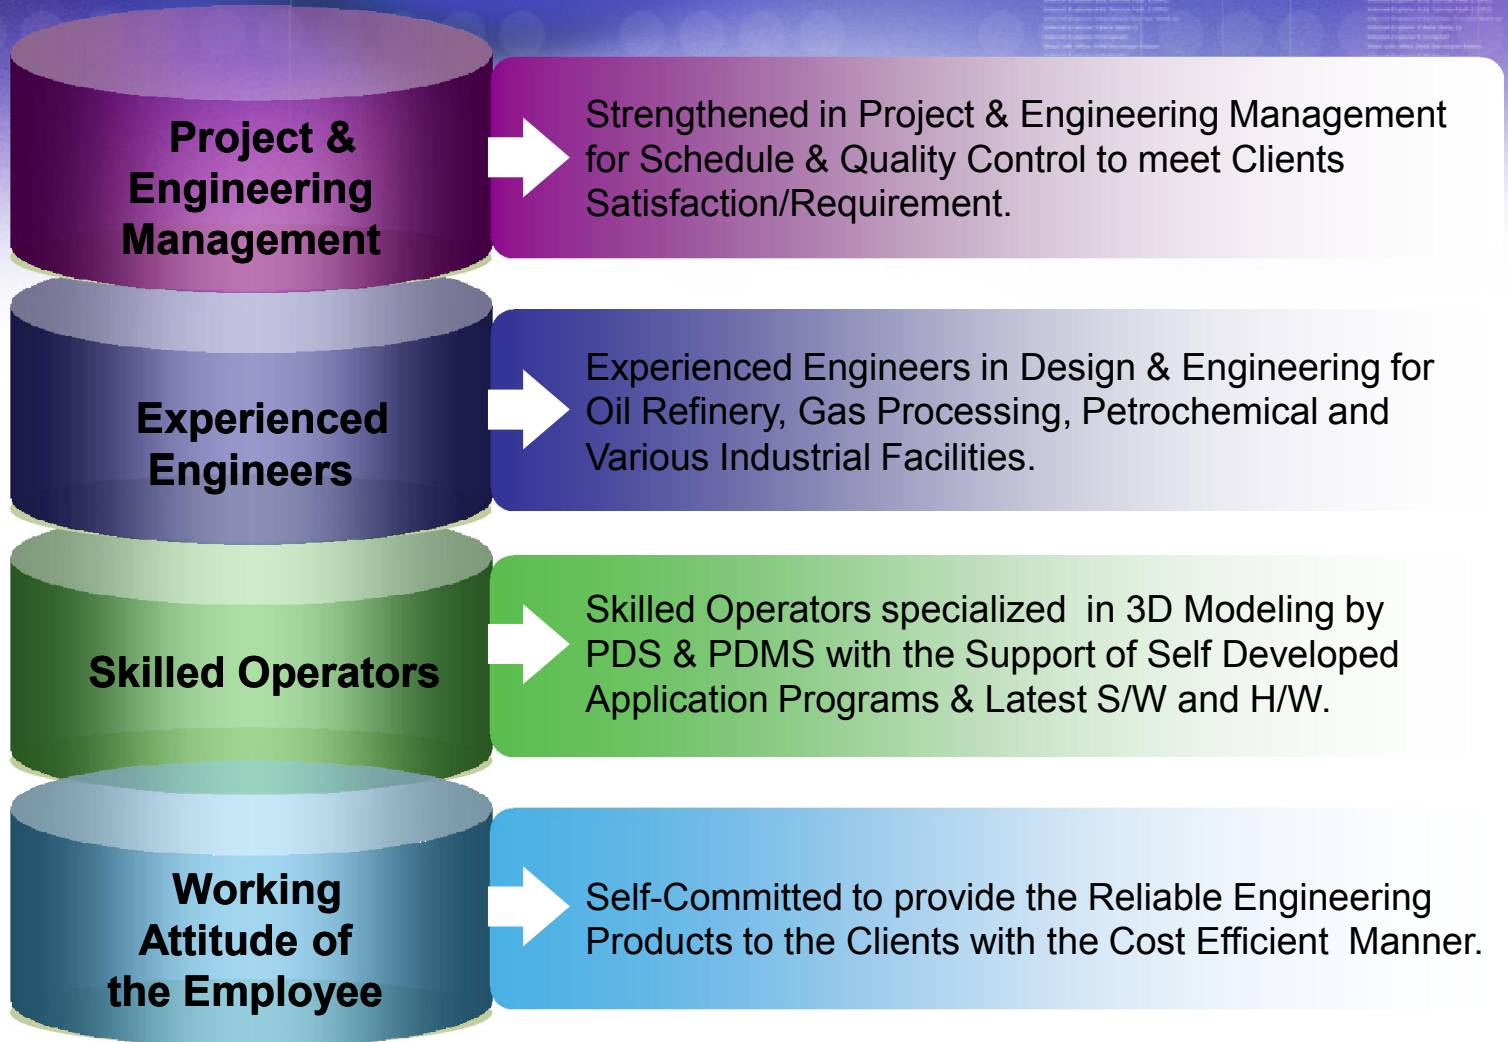 Project &
Engineering
Management
Strengthened in Project & Engineering Management
for Schedule & Quality Control to meet Clients
Satisfaction/Requirement.
Experienced
Engineers
Experienced Engineers in Design & Engineering for
Oil Refinery, Gas Processing, Petrochemical and
Various Industrial Facilities.
Skilled Operators
Skilled Operators specialized  in 3D Modeling by
PDS & PDMS with the Support of Self Developed
Application Programs & Latest S/W and H/W.
Working
Attitude of
the Employee
Self-Committed to provide the Reliable Engineering
Products to the Clients with the Cost Efficient  Manner.